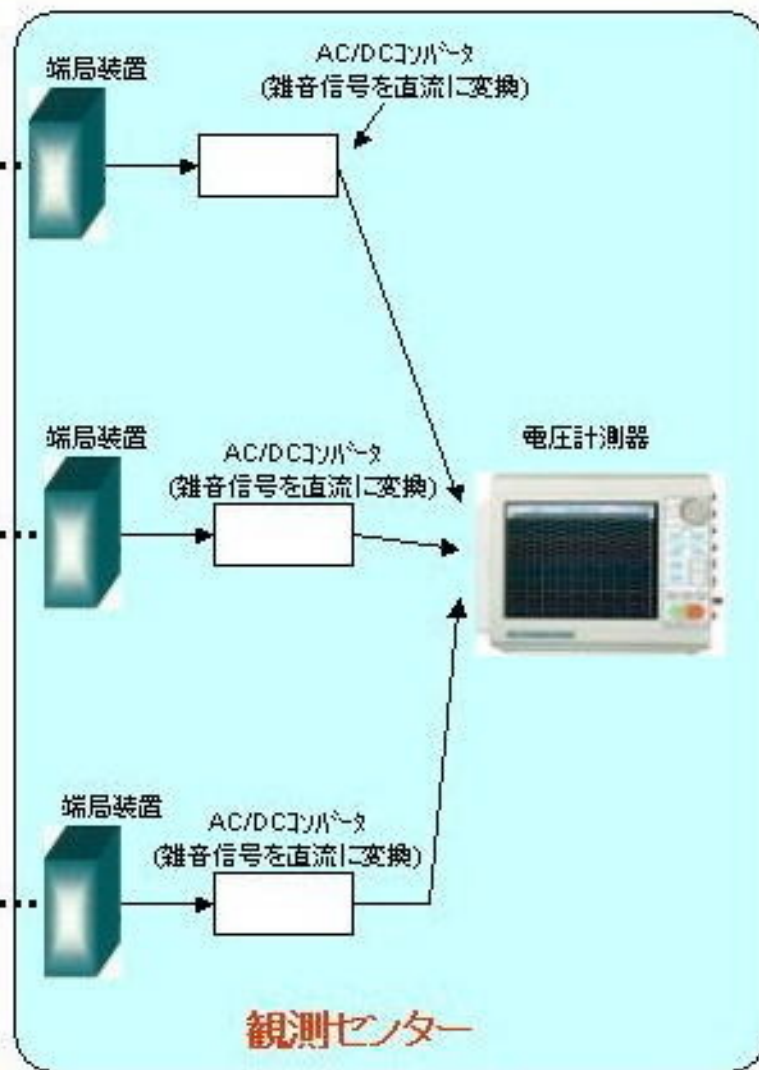 AC/DCｺﾝﾊﾞｰﾀ
(雑音信号を直流に変換)
端局装置
端局装置
AC/DCｺﾝﾊﾞｰﾀ
(雑音信号を直流に変換)
電圧計測器
端局装置
AC/DCｺﾝﾊﾞｰﾀ
(雑音信号を直流に変換)
観測センター